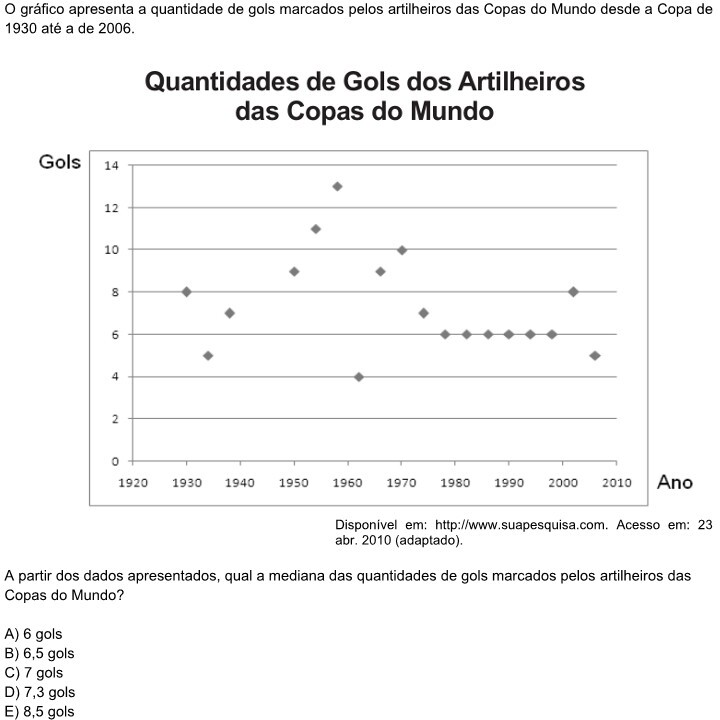 O gráfico apresenta a quantidade de gols marcados pelos artilheiros das Copas do Mundo desde a Copa de
1930 até a de 2006.
Quantidades de Gols dos Artilheiros
das Copas do Mundo
Gols
14
12
10
8
6
4
2
0
1920 1930 1940 1950 1960 1970 1980 1990 2000 2010
Ano
Disponível em: http://www.suapesquisa.com. Acesso em: 23
abr. 2010 (adaptado).
A partir dos dados apresentados, qual a mediana das quantidades de gols marcados pelos artilheiros das
Copas do Mundo?
A) 6 gols
B) 6,5 gols
C) 7 gols
D) 7,3 gols
E) 8,5 gols